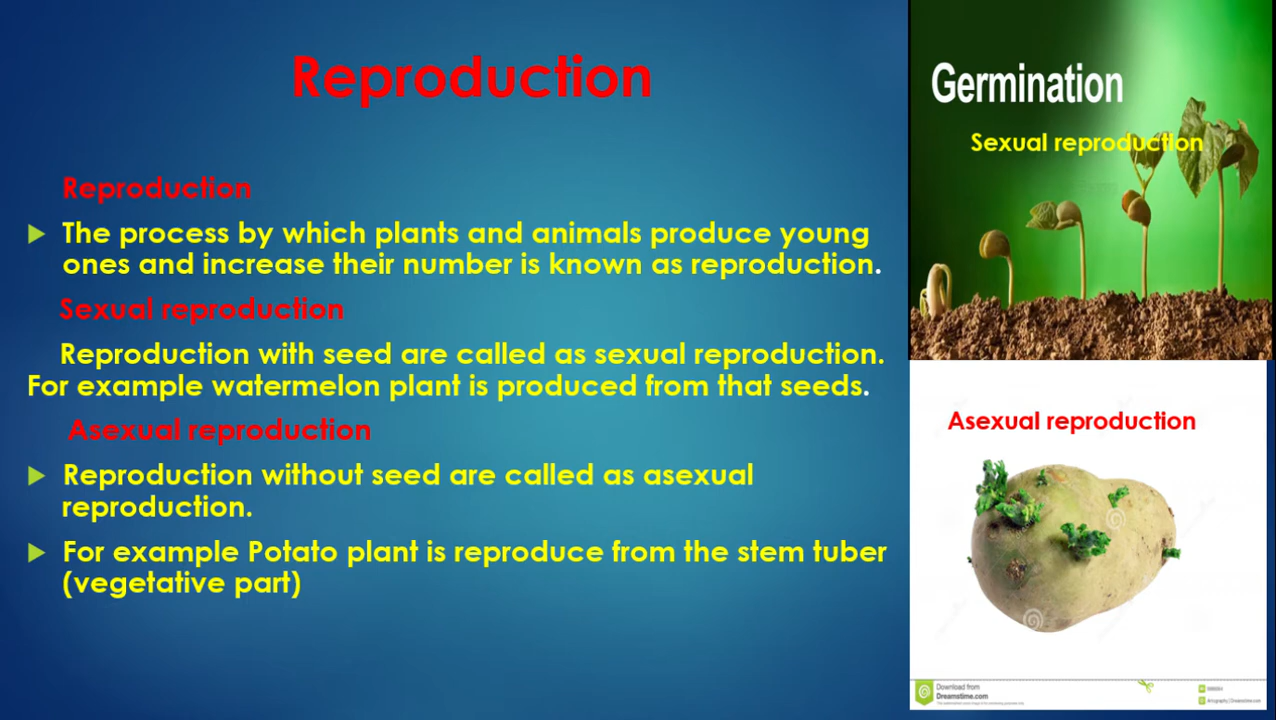 Reproduction
Reproduction
The process by which plants and animals produce young
ones and increase their number is known as reproduction.
Sexual reproduction
Reproduction with seed are called as sexual reproduction.
For example watermelon plant is produced from that seeds.
Asexual reproduction
Reproduction without seed are called as asexual
reproduction.
For example Potato plant is reproduce from the stem tuber
(vegetative part)
Germination
Sexual reproduction
Asexual reproduction
Download from
Dreamstime.com